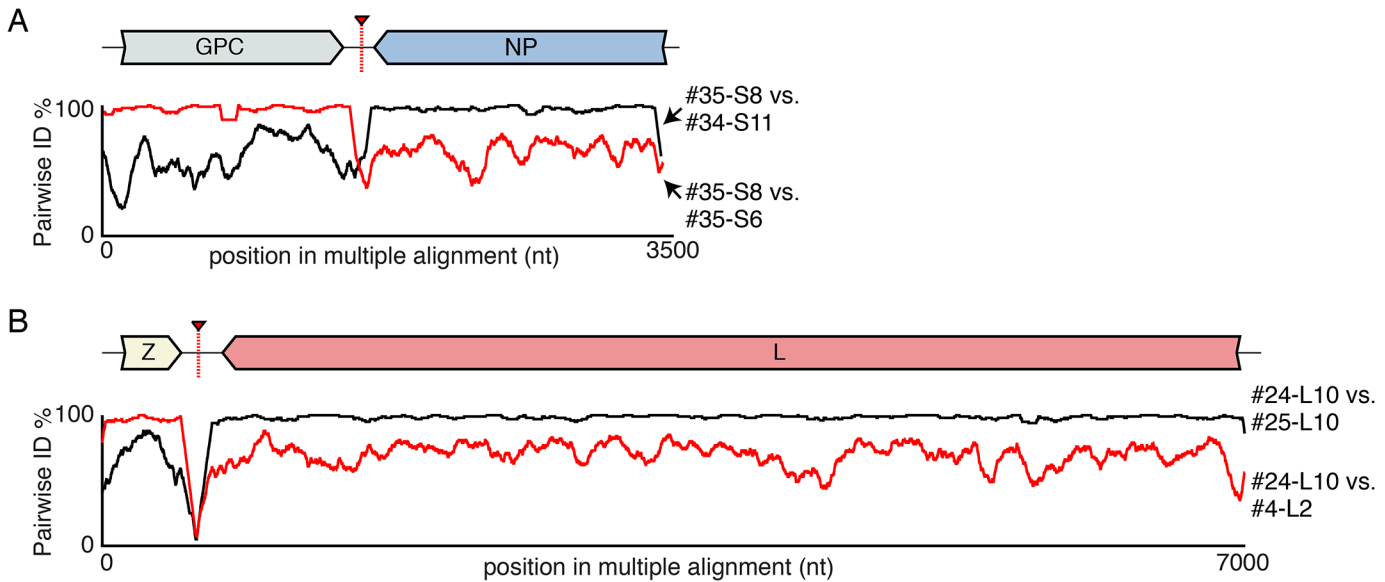 A
GPC
NP
Pairwise ID %
100
0
0
3500
position in multiple alignment (nt)
#35-S8 vs.
#34-S11
#35-S8 vs.
#35-S6
B
Z
L
Pairwise ID %
100
0
0
7000
position in multiple alignment (nt)
#24-L10 vs.
#25-L10
#24-L10 vs.
#4-L2